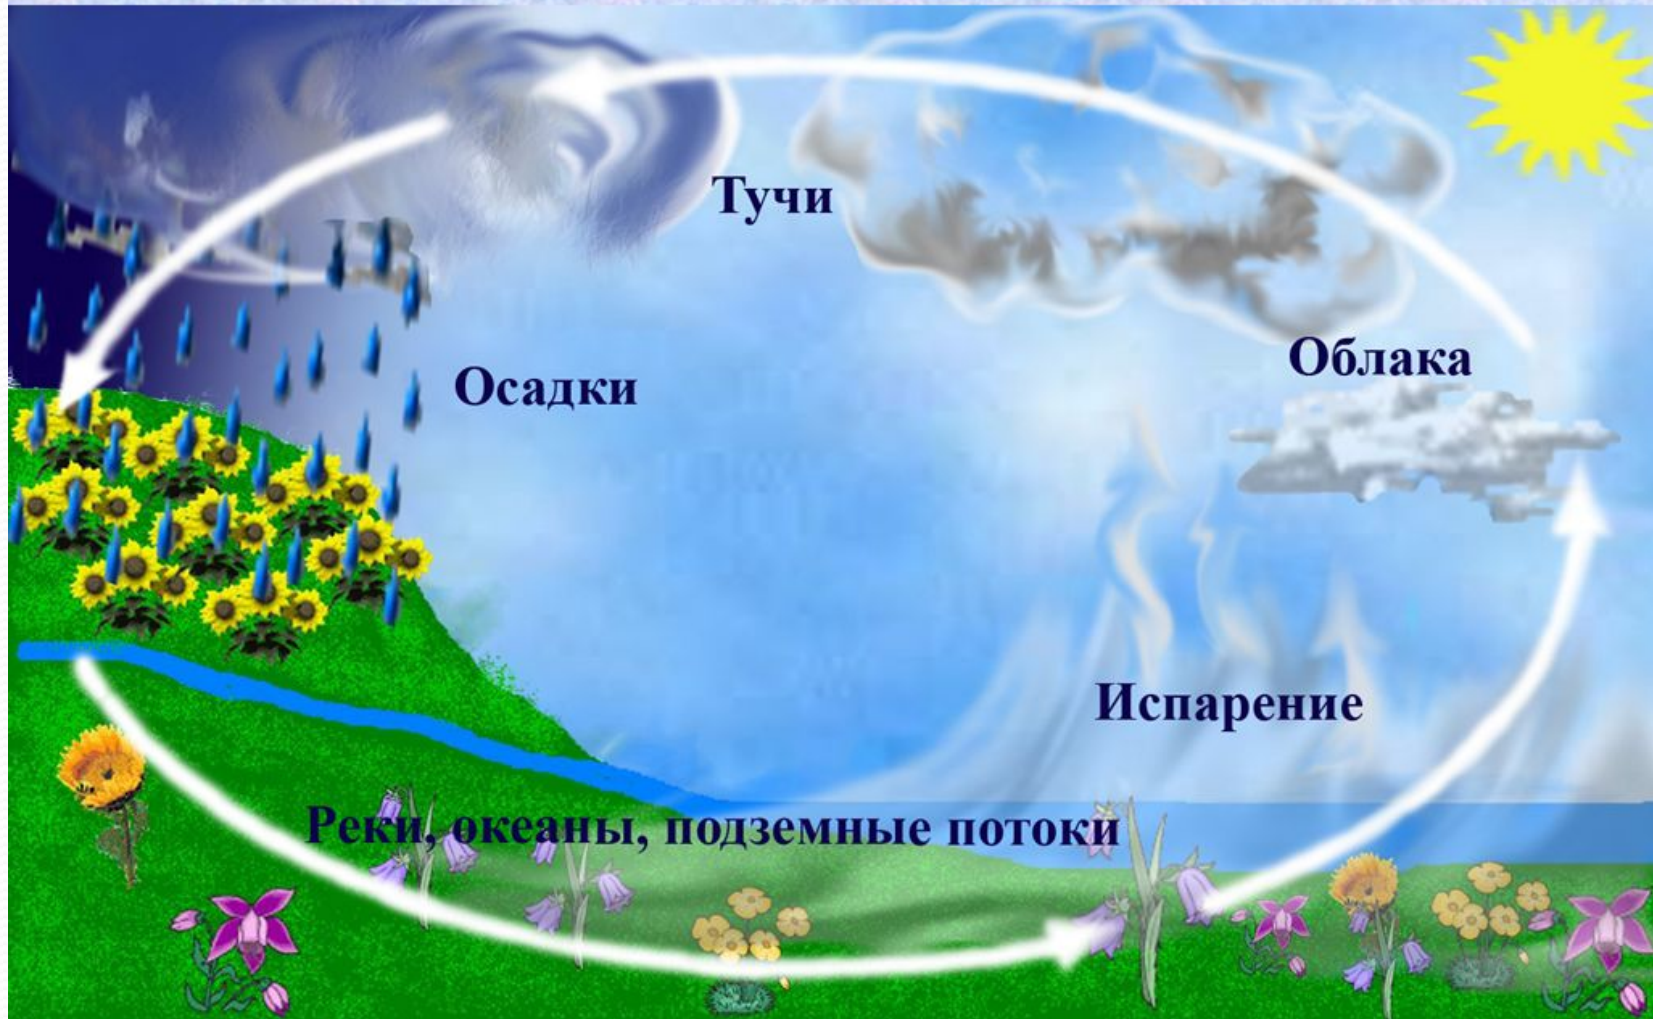 Тучи
Облака
Осадки
Испарение
Реки, океаны, подземные потоки